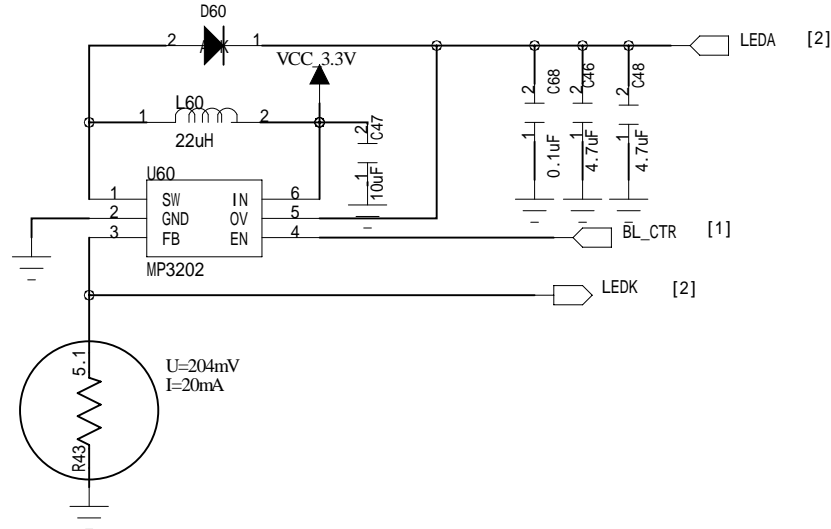 D60
2 1
LEDA [2]
VCC_3.3V
L60
1 2
22uH
2 C47
1 10uF
2 C68
1 0.1uF
2 C46
1 4.7uF
2 C48
1 4.7uF
U60
1 SW IN 6
2 GND OV 5
3 FB EN 4
MP3202
BL_CTR [1]
LEDK [2]
5.1
R43
U=204mV
I=20mA